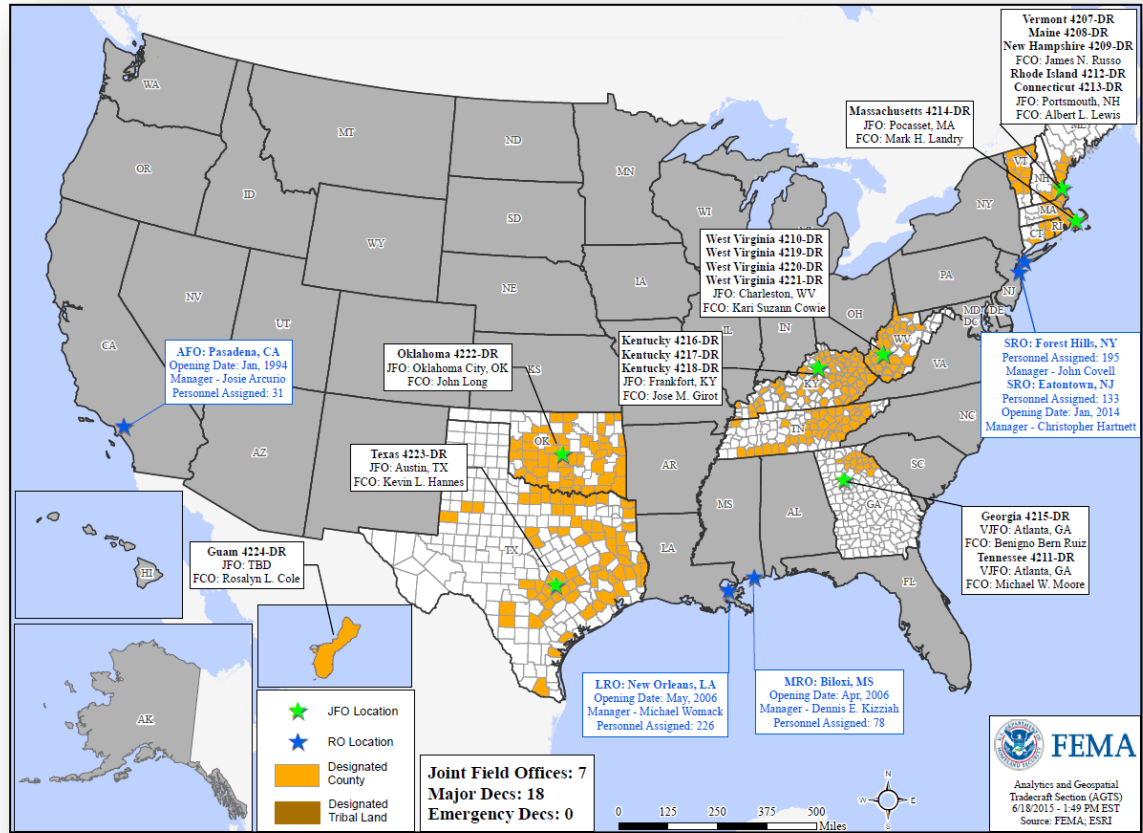 Vermont 4207-DR
Maine 4208-DR
New Hampshire 4209-DR
FCO: James N. Russo
Rhode Island 4212-DR
Connecticut 4213-DR
JFO: Portsmouth, NH
FCO: Albert L. Lewis
Massachusetts 4214-DR
JFO: Pocasset, MA
FCO: Mark H. Landry
West Virginia 4210-DR
West Virginia 4219-DR
West Virginia 4220-DR
West Virginia 4221-DR
JFO: Charleston, WV
FCO: Kari Suzann Cowie
Kentucky 4216-DR
Kentucky 4217-DR
Kentucky 4218-DR
JFO: Frankfort, KY
FCO: Jose M. Girot
Oklahoma 4222-DR
JFO: Oklahoma City, OK
FCO: John Long
AFO: Pasadena, CA
Opening Date: Jan, 1994
Manager - Josie Arcurio
Personnel Assigned: 31
Texas 4223-DR
JFO: Austin, TX
FCO: Kevin L. Hannes
SRO: Forest Hills, NY
Personnel Assigned: 195
Manager - John Covell
SRO: Eatontown, NJ
Personnel Assigned: 133
Opening Date: Jan, 2014
Manager - Christopher Hartnett
Georgia 4215-DR
VJFO: Atlanta, GA
FCO: Benigno Bern Ruiz
Tennessee 4211-DR
VJFO: Atlanta, GA
FCO: Michael W. Moore
Guam 4224-DR
JFO: TBD
FCO: Rosalyn L. Cole
LRO: New Orleans, LA
Opening Date: May, 2006
Manager - Michael Womack
Personnel Assigned: 226
MRO: Biloxi, MS
Opening Date: Apr, 2006
Manager - Dennis E. Kizziah
Personnel Assigned: 78
WA
MT
ND
MN
OR
ID
SD
WI
WY
IA
NE
NV
UT
CA
KS
AZ
OK
TX
AR
LA
MS
AL
GA
FL
SC
NC
TN
KY
VA
WV
OH
IN
IL
PA
NJ
MD
DC
DE
NY
VT
NH
ME
MA
CT
RI
HI
AK
JFO Location
RO Location
Designated
County
Designated
Tribal Land
Joint Field Offices: 7
Major Decs: 18
Emergency Decs: 0
N
W
E
S
0 125 250 375 500
Miles
FEMA
Analytics and Geospatial
Tradecraft Section (AGTS)
6/18/2015 - 1:49 PM EST
Source: FEMA; ESRI